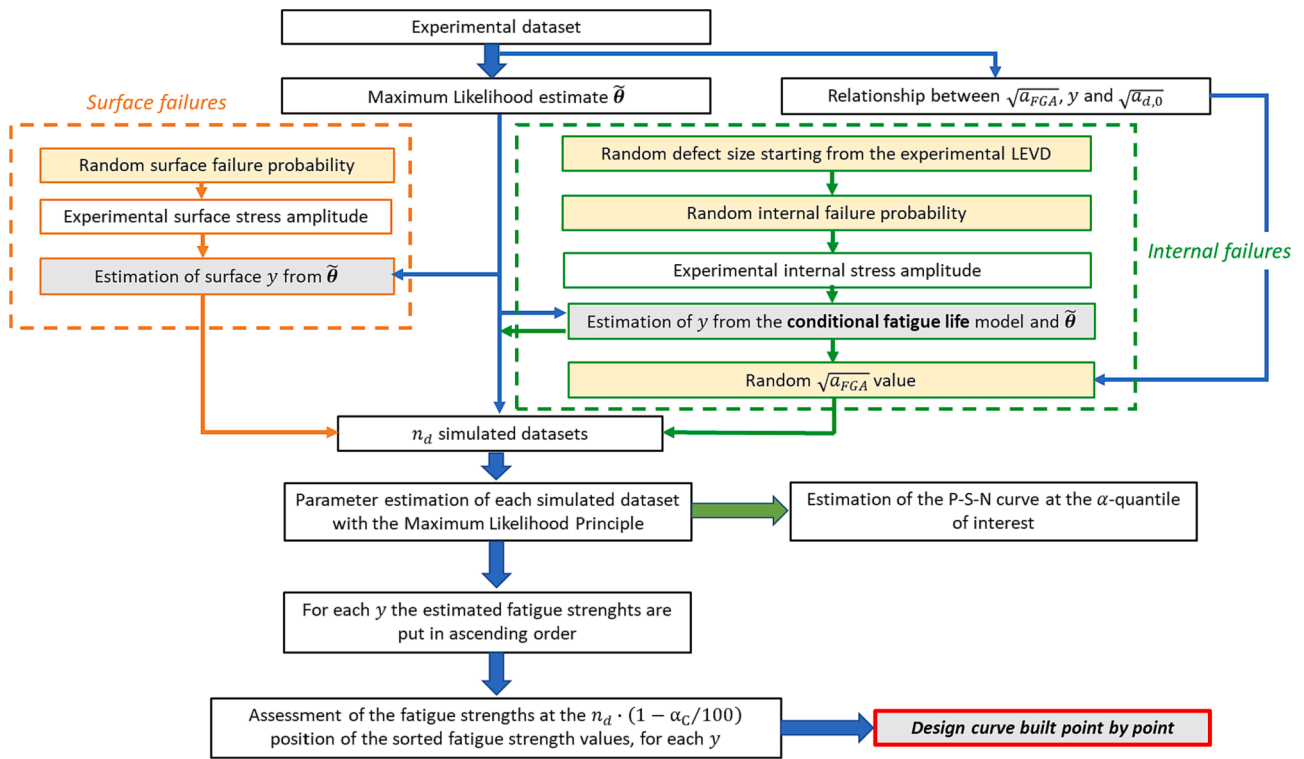 Experimental dataset
Maximum Likelihood estimate θ̃
Relationship between √a_FGA, y and √a_d,0
Surface failures
Random surface failure probability
Experimental surface stress amplitude
Estimation of surface y from θ̃
Random defect size starting from the experimental LEVD
Random internal failure probability
Experimental internal stress amplitude
Estimation of y from the conditional fatigue life model and θ̃
Random √a_FGA value
Internal failures
n_d simulated datasets
Parameter estimation of each simulated dataset
with the Maximum Likelihood Principle
Estimation of the P-S-N curve at the α-quantile
of interest
For each y the estimated fatigue strenghts are
put in ascending order
Assessment of the fatigue strengths at the n_d · (1 − α_C/100)
position of the sorted fatigue strength values, for each y
Design curve built point by point